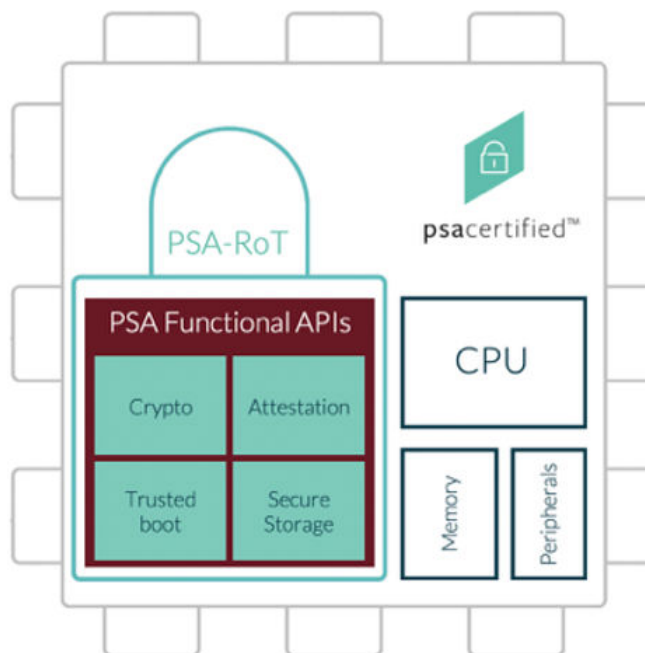 psacertified™
PSA-RoT
PSA Functional APIs
Crypto
Attestation
Trusted
boot
Secure
Storage
CPU
Memory
Peripherals